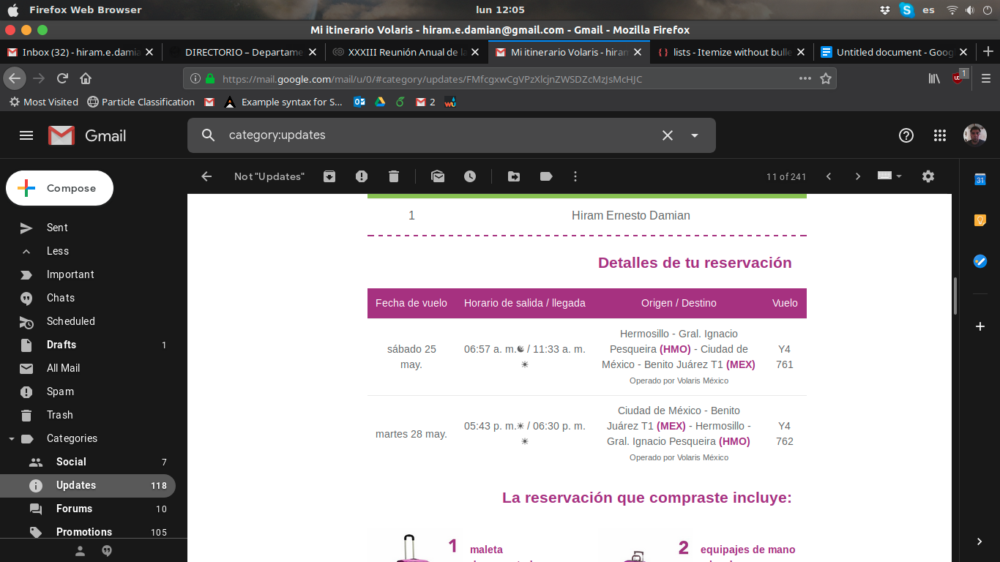 Firefox Web Browser
lun 12:05
es
Mi itinerario Volaris - hiram.e.damian@gmail.com - Gmail - Mozilla Firefox
Inbox (32) - hiram.e.damia
DIRECTORIO – Departame
XXXIII Reunión Anual de la
Mi itinerario Volaris - hiram
lists - Itemize without bulle
Untitled document - Goog
https://mail.google.com/mail/u/0/#category/updates/FMfcgxwCgVPzXlcjnZWSDZcMzJsMcHJC
1
Most Visited
Particle Classification
Example syntax for S...
2
Gmail
category:updates
Compose
Not "Updates"
11 of 241
31
Sent
Less
Important
Chats
Scheduled
Drafts 1
All Mail
Spam
Trash
Categories
Social 7
Updates 118
Forums 10
Promotions 105
1 Hiram Ernesto Damian
Detalles de tu reservación
Fecha de vuelo Horario de salida / llegada Origen / Destino Vuelo
sábado 25
may.
06:57 a. m. / 11:33 a. m.
Hermosillo - Gral. Ignacio
Pesqueira (HMO) - Ciudad de
México - Benito Juárez T1 (MEX)
Operado por Volaris México
Y4
761
martes 28 may.
05:43 p. m. / 06:30 p. m.
Ciudad de México - Benito
Juárez T1 (MEX) - Hermosillo -
Gral. Ignacio Pesqueira (HMO)
Operado por Volaris México
Y4
762
La reservación que compraste incluye:
1 maleta
2 equipajes de mano